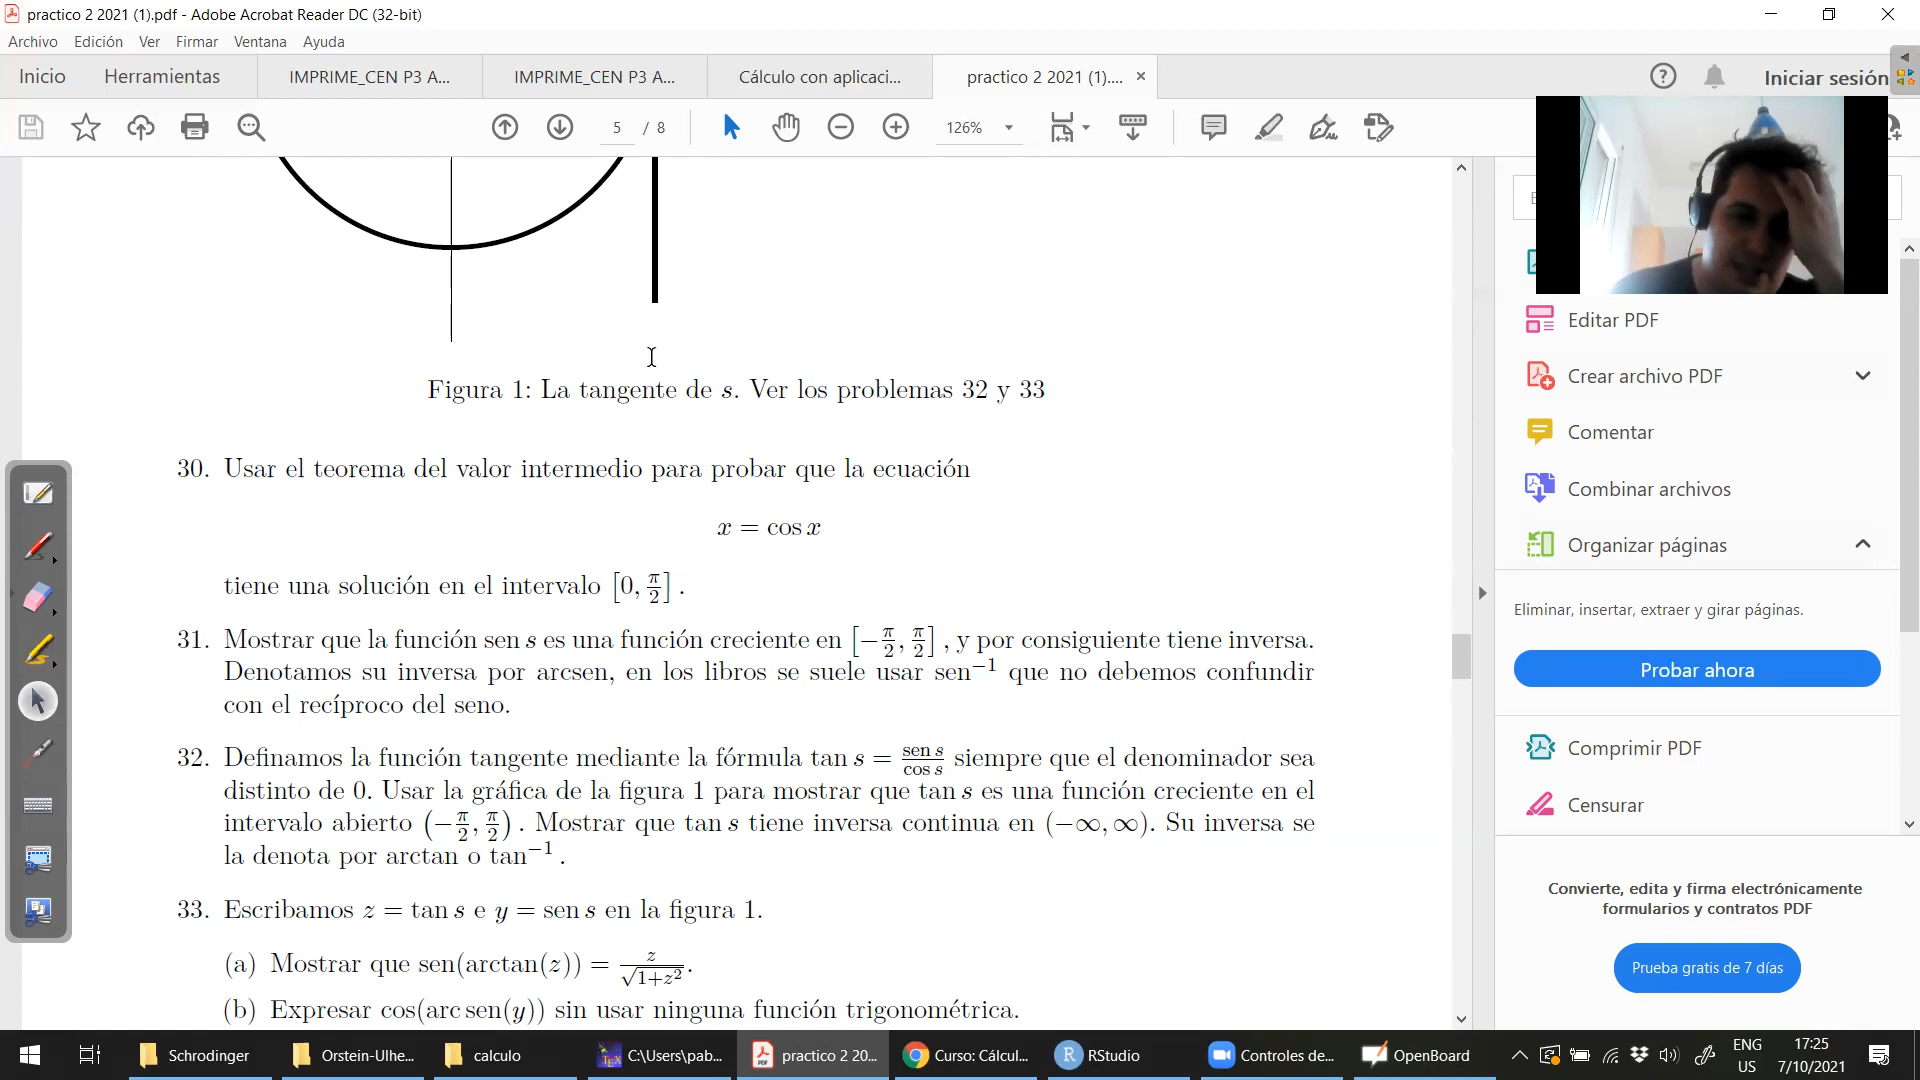 practico 2 2021 (1).pdf - Adobe Acrobat Reader DC (32-bit)
Archivo Edición Ver Firmar Ventana Ayuda
Inicio Herramientas IMPRIME_CEN P3 A... IMPRIME_CEN P3 A... Cálculo con aplicaci... practico 2 2021 (1).... × Iniciar sesión
5 / 8 126%
Figura 1: La tangente de s. Ver los problemas 32 y 33
30. Usar el teorema del valor intermedio para probar que la ecuación
x = cos x
tiene una solución en el intervalo [0, π/2] .
31. Mostrar que la función sen s es una función creciente en [−π/2, π/2] , y por consiguiente tiene inversa.
Denotamos su inversa por arcsen, en los libros se suele usar sen⁻¹ que no debemos confundir
con el recíproco del seno.
32. Definamos la función tangente mediante la fórmula tan s = sen s/cos s siempre que el denominador sea
distinto de 0. Usar la gráfica de la figura 1 para mostrar que tan s es una función creciente en el
intervalo abierto (−π/2, π/2) . Mostrar que tan s tiene inversa continua en (−∞, ∞). Su inversa se
la denota por arctan o tan⁻¹ .
33. Escribamos z = tan s e y = sen s en la figura 1.
(a) Mostrar que sen(arctan(z)) = z/√(1+z²).
(b) Expresar cos(arc sen(y)) sin usar ninguna función trigonométrica.
Editar PDF
Crear archivo PDF
Comentar
Combinar archivos
Organizar páginas
Eliminar, insertar, extraer y girar páginas.
Probar ahora
Comprimir PDF
Censurar
Convierte, edita y firma electrónicamente
formularios y contratos PDF
Prueba gratis de 7 días
Schrodinger Orstein-Ulhe... calculo C:\Users\pab... practico 2 20... Curso: Cálcul... RStudio Controles de... OpenBoard ENG 17:25
US 7/10/2021